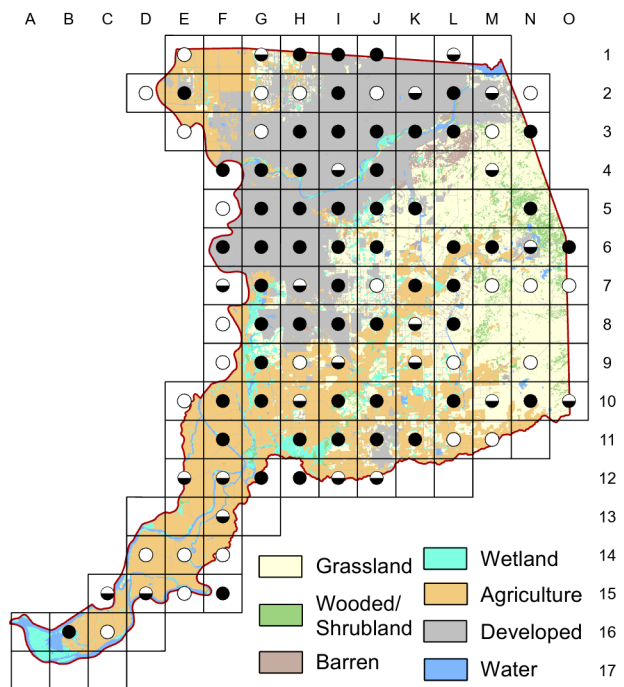 A B C D E F G H I J K L M N O
1
2
3
4
5
6
7
8
9
10
11
12
13
14
15
16
17
Grassland
Wooded/
Shrubland
Barren
Wetland
Agriculture
Developed
Water